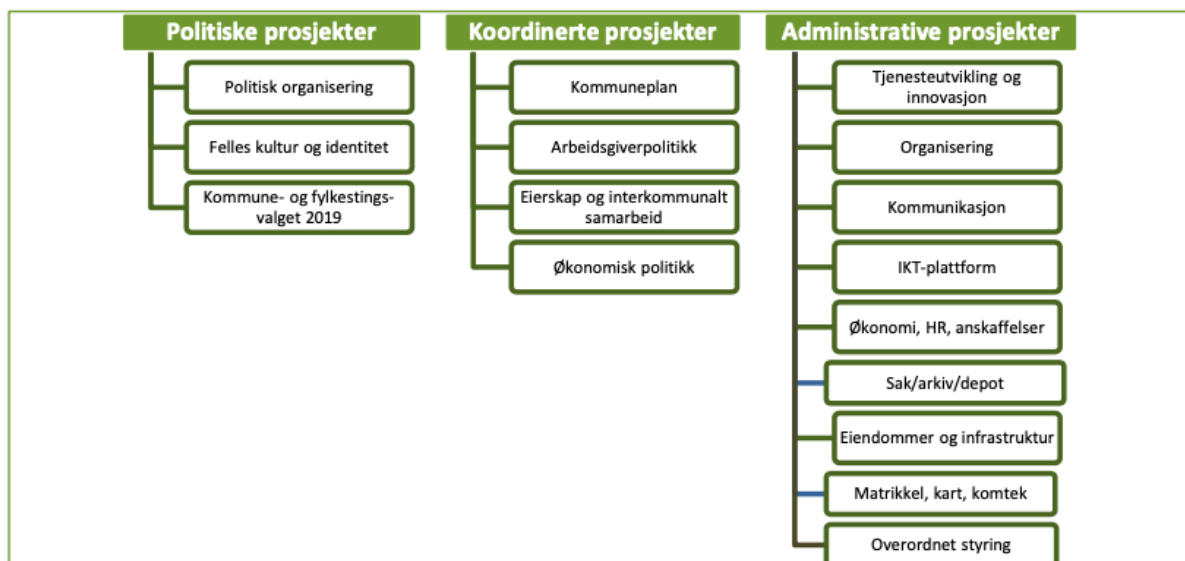 Politiske prosjekter
Politisk organisering
Felles kultur og identitet
Kommune- og fylkestings-
valget 2019
Koordinerte prosjekter
Kommuneplan
Arbeidsgiverpolitikk
Eierskap og interkommunalt
samarbeid
Økonomisk politikk
Administrative prosjekter
Tjenesteutvikling og
innovasjon
Organisering
Kommunikasjon
IKT-plattform
Økonomi, HR, anskaffelser
Sak/arkiv/depot
Eiendommer og infrastruktur
Matrikkel, kart, komtek
Overordnet styring